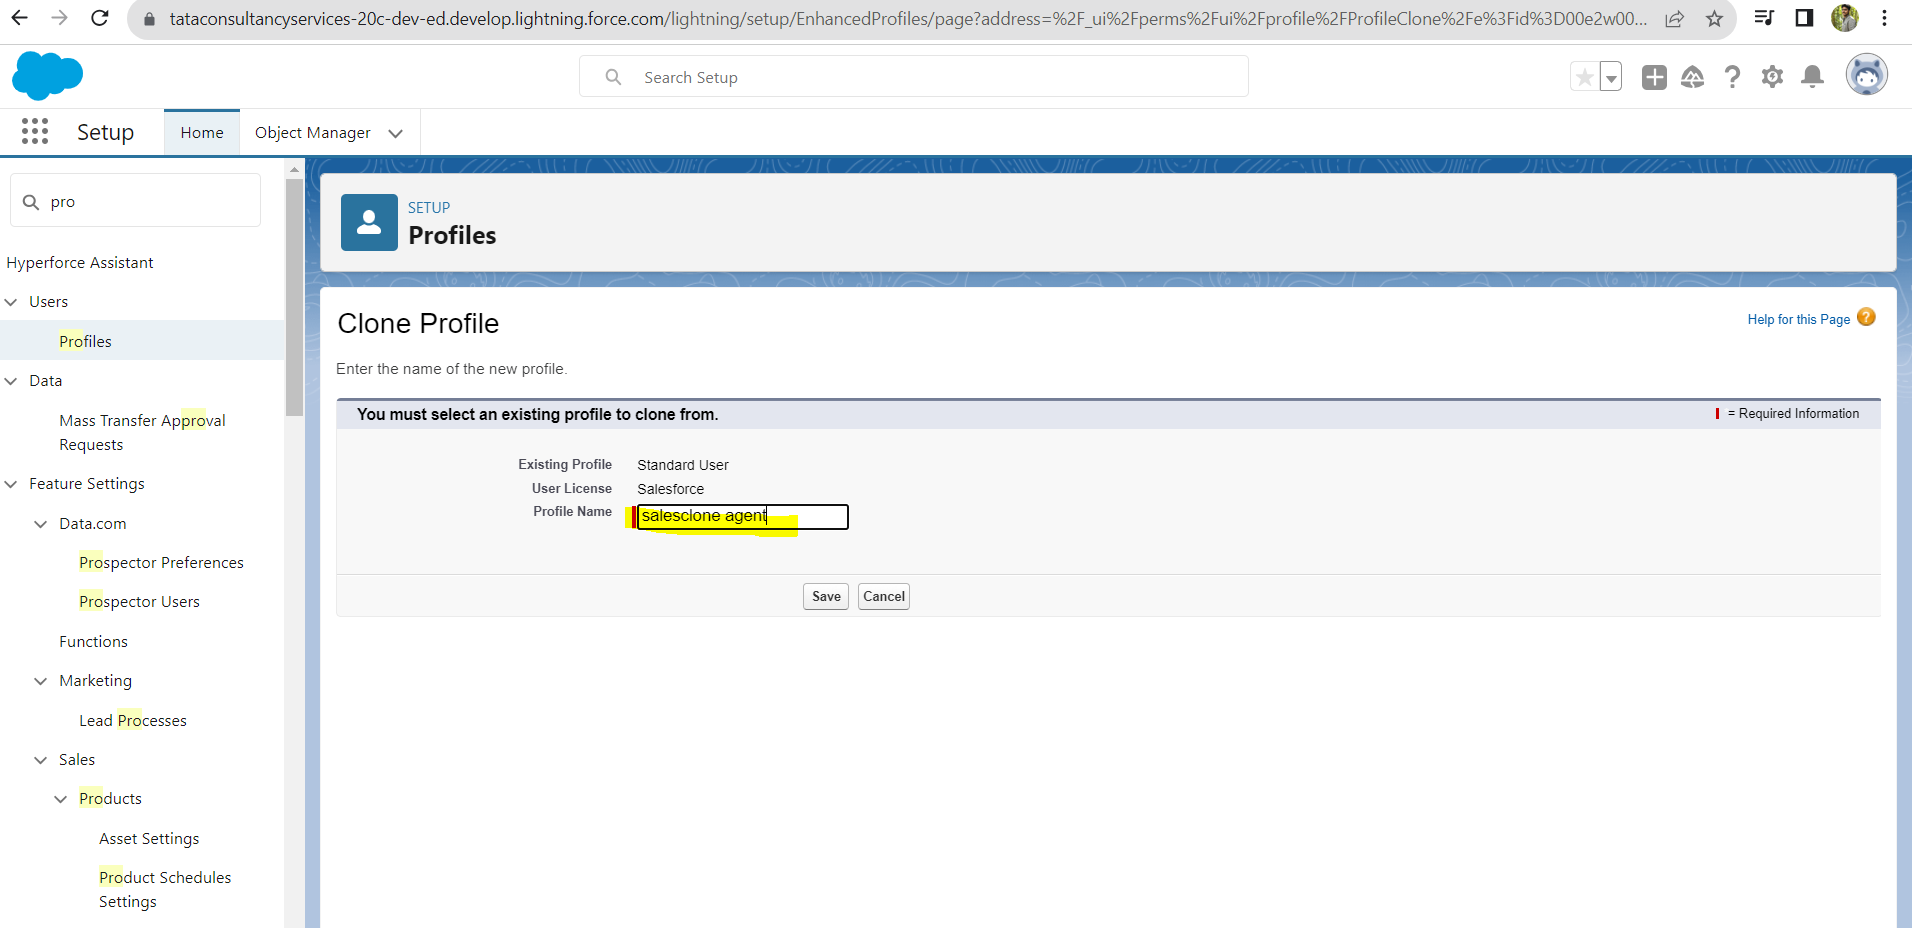 tataconsultancyservices-20c-dev-ed.develop.lightning.force.com/lightning/setup/EnhancedProfiles/page?address=%2F_ui%2Fperms%2Fui%2Fprofile%2FProfileClone%2Fe%3Fid%3D00e2w00...
Search Setup
Setup
Home
Object Manager
pro
Hyperforce Assistant
Users
Profiles
Data
Mass Transfer Approval
Requests
Feature Settings
Data.com
Prospector Preferences
Prospector Users
Functions
Marketing
Lead Processes
Sales
Products
Asset Settings
Product Schedules
Settings
SETUP
Profiles
Clone Profile
Help for this Page ?
Enter the name of the new profile.
You must select an existing profile to clone from.
= Required Information
Existing Profile Standard User
User License Salesforce
Profile Name salesclone agent
Save Cancel